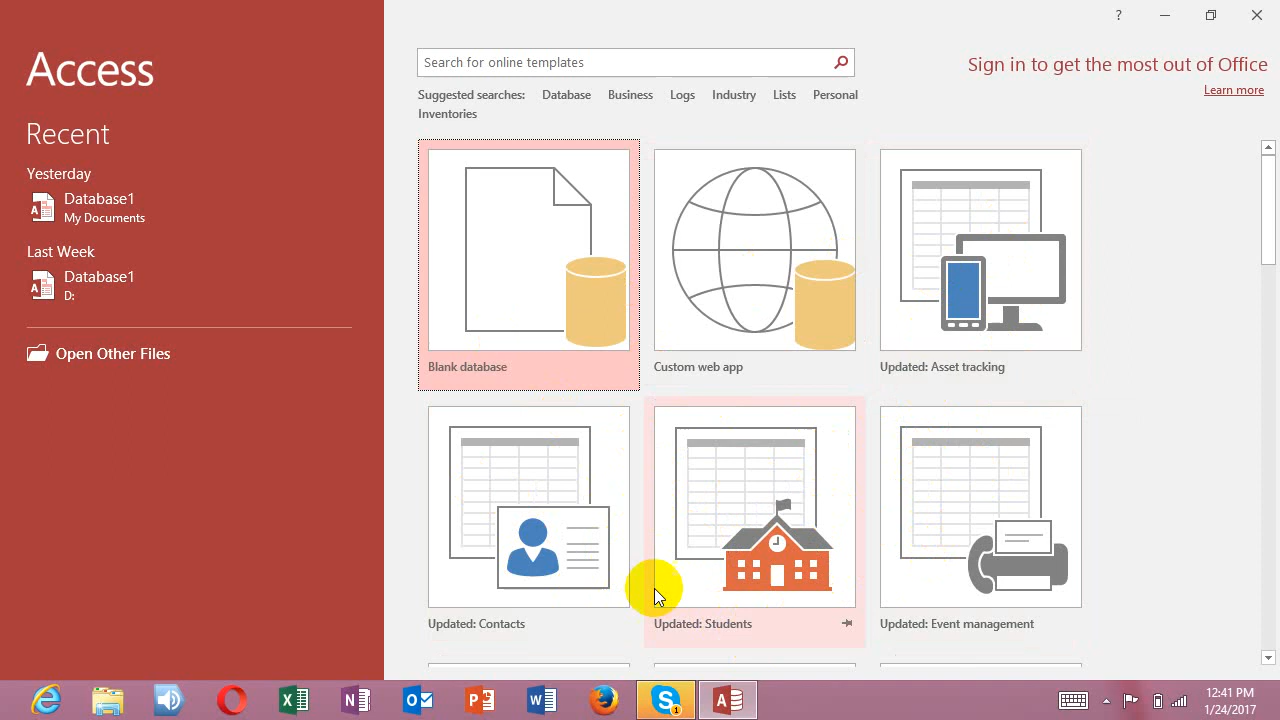 Access
Recent
Yesterday
Database1
My Documents
Last Week
Database1
D:
Open Other Files
?
Search for online templates
Sign in to get the most out of Office
Learn more
Suggested searches: Database Business Logs Industry Lists Personal
Inventories
Blank database
Custom web app
Updated: Asset tracking
Updated: Contacts
Updated: Students
Updated: Event management
12:41 PM
1/24/2017